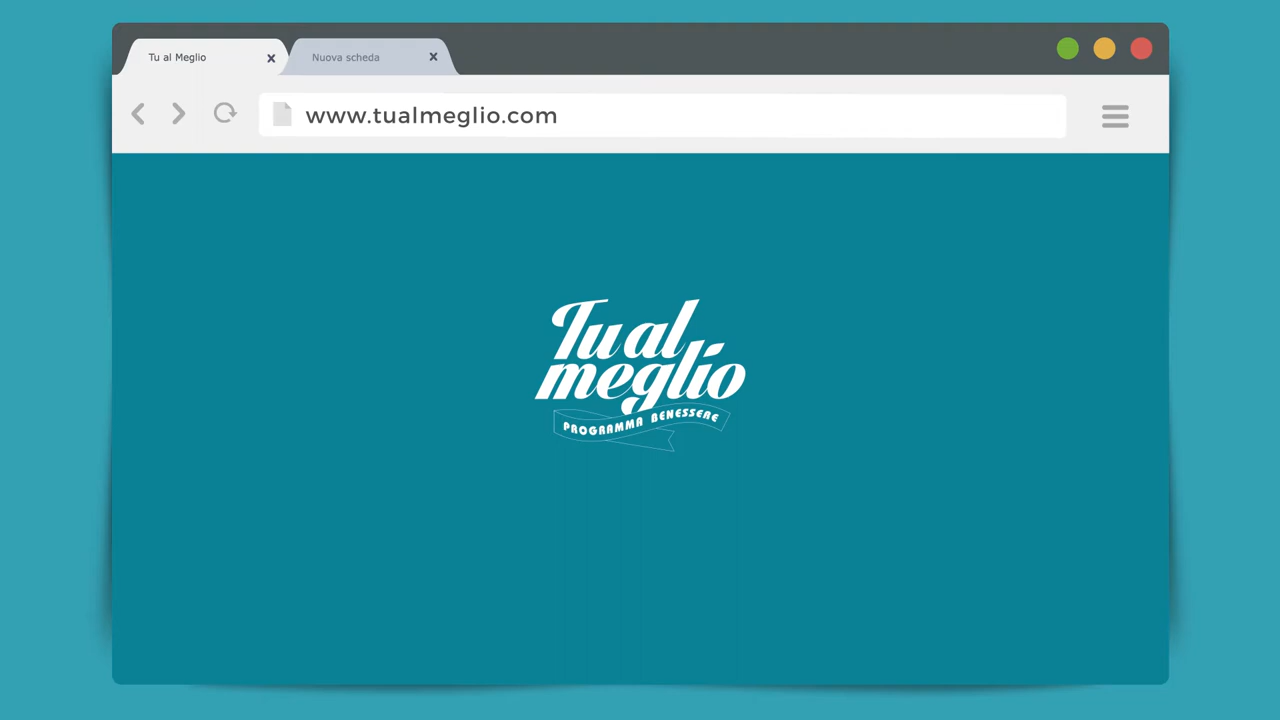 Tu al Meglio x Nuova scheda x
www.tualmeglio.com
Tu al
meglio
PROGRAMMA BENESSERE